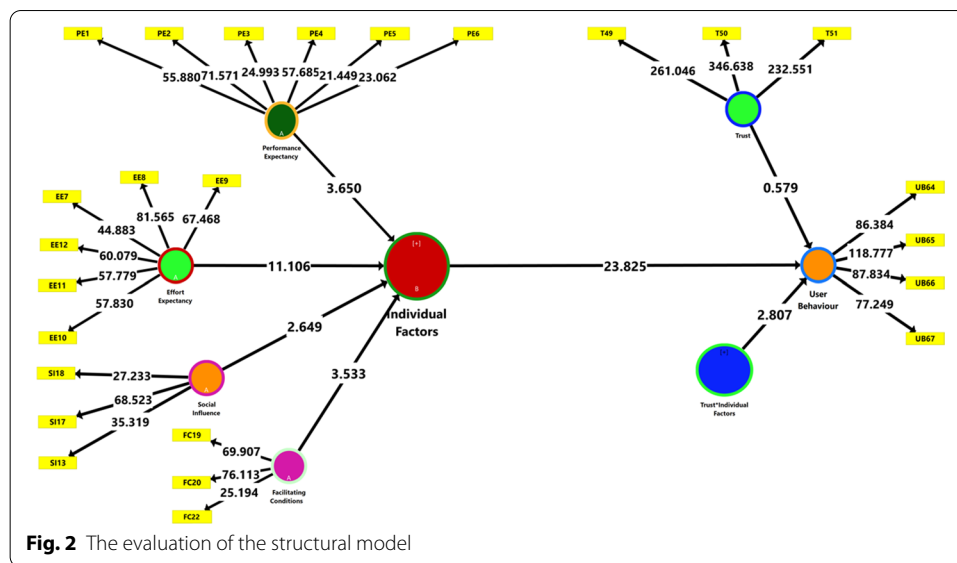 PE1 PE2 PE3 PE4 PE5 PE6
55.880 71.571 24.993 57.685 21.449 23.062
A
Performance
Expectancy
3.650
T49 T50 T51
261.046 346.638 232.551
Trust
0.579
EE7 EE8 EE9
EE12
EE11
EE10
44.883 81.565 67.468
60.079
57.779
57.830
A
Effort
Expectancy
11.106
[+]
B
Individual
Factors
23.825
User
Behaviour
UB64
UB65
UB66
UB67
86.384
118.777
87.834
77.249
SI18
SI17
SI13
27.233
68.523
35.319
A
Social
Influence
2.649
FC19
FC20
FC22
69.907
76.113
25.194
A
Facilitating
Conditions
3.533
2.807
[+]
Trust*Individual
Factors
Fig. 2 The evaluation of the structural model